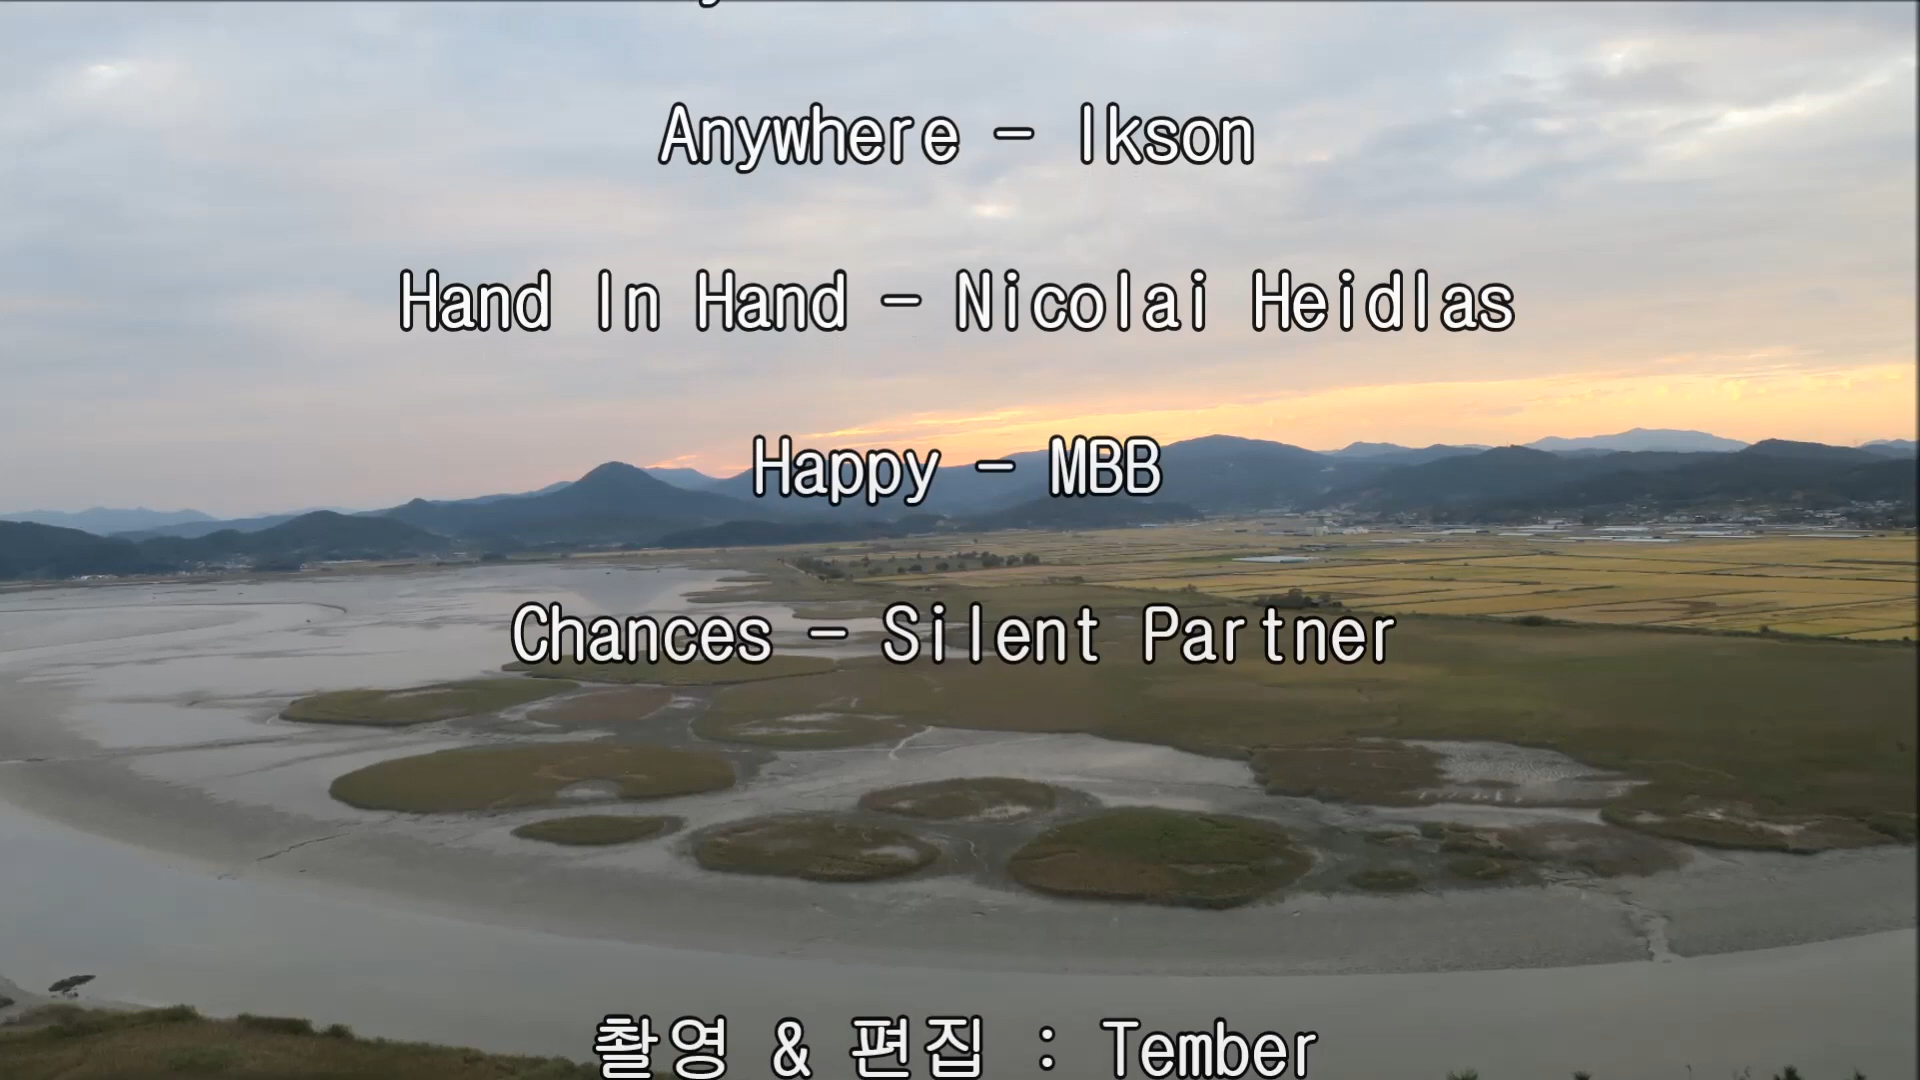 Anywhere - Ikson
Hand In Hand - Nicolai Heidlas
Happy - MBB
Chances - Silent Partner
촬영 & 편집 : Tember